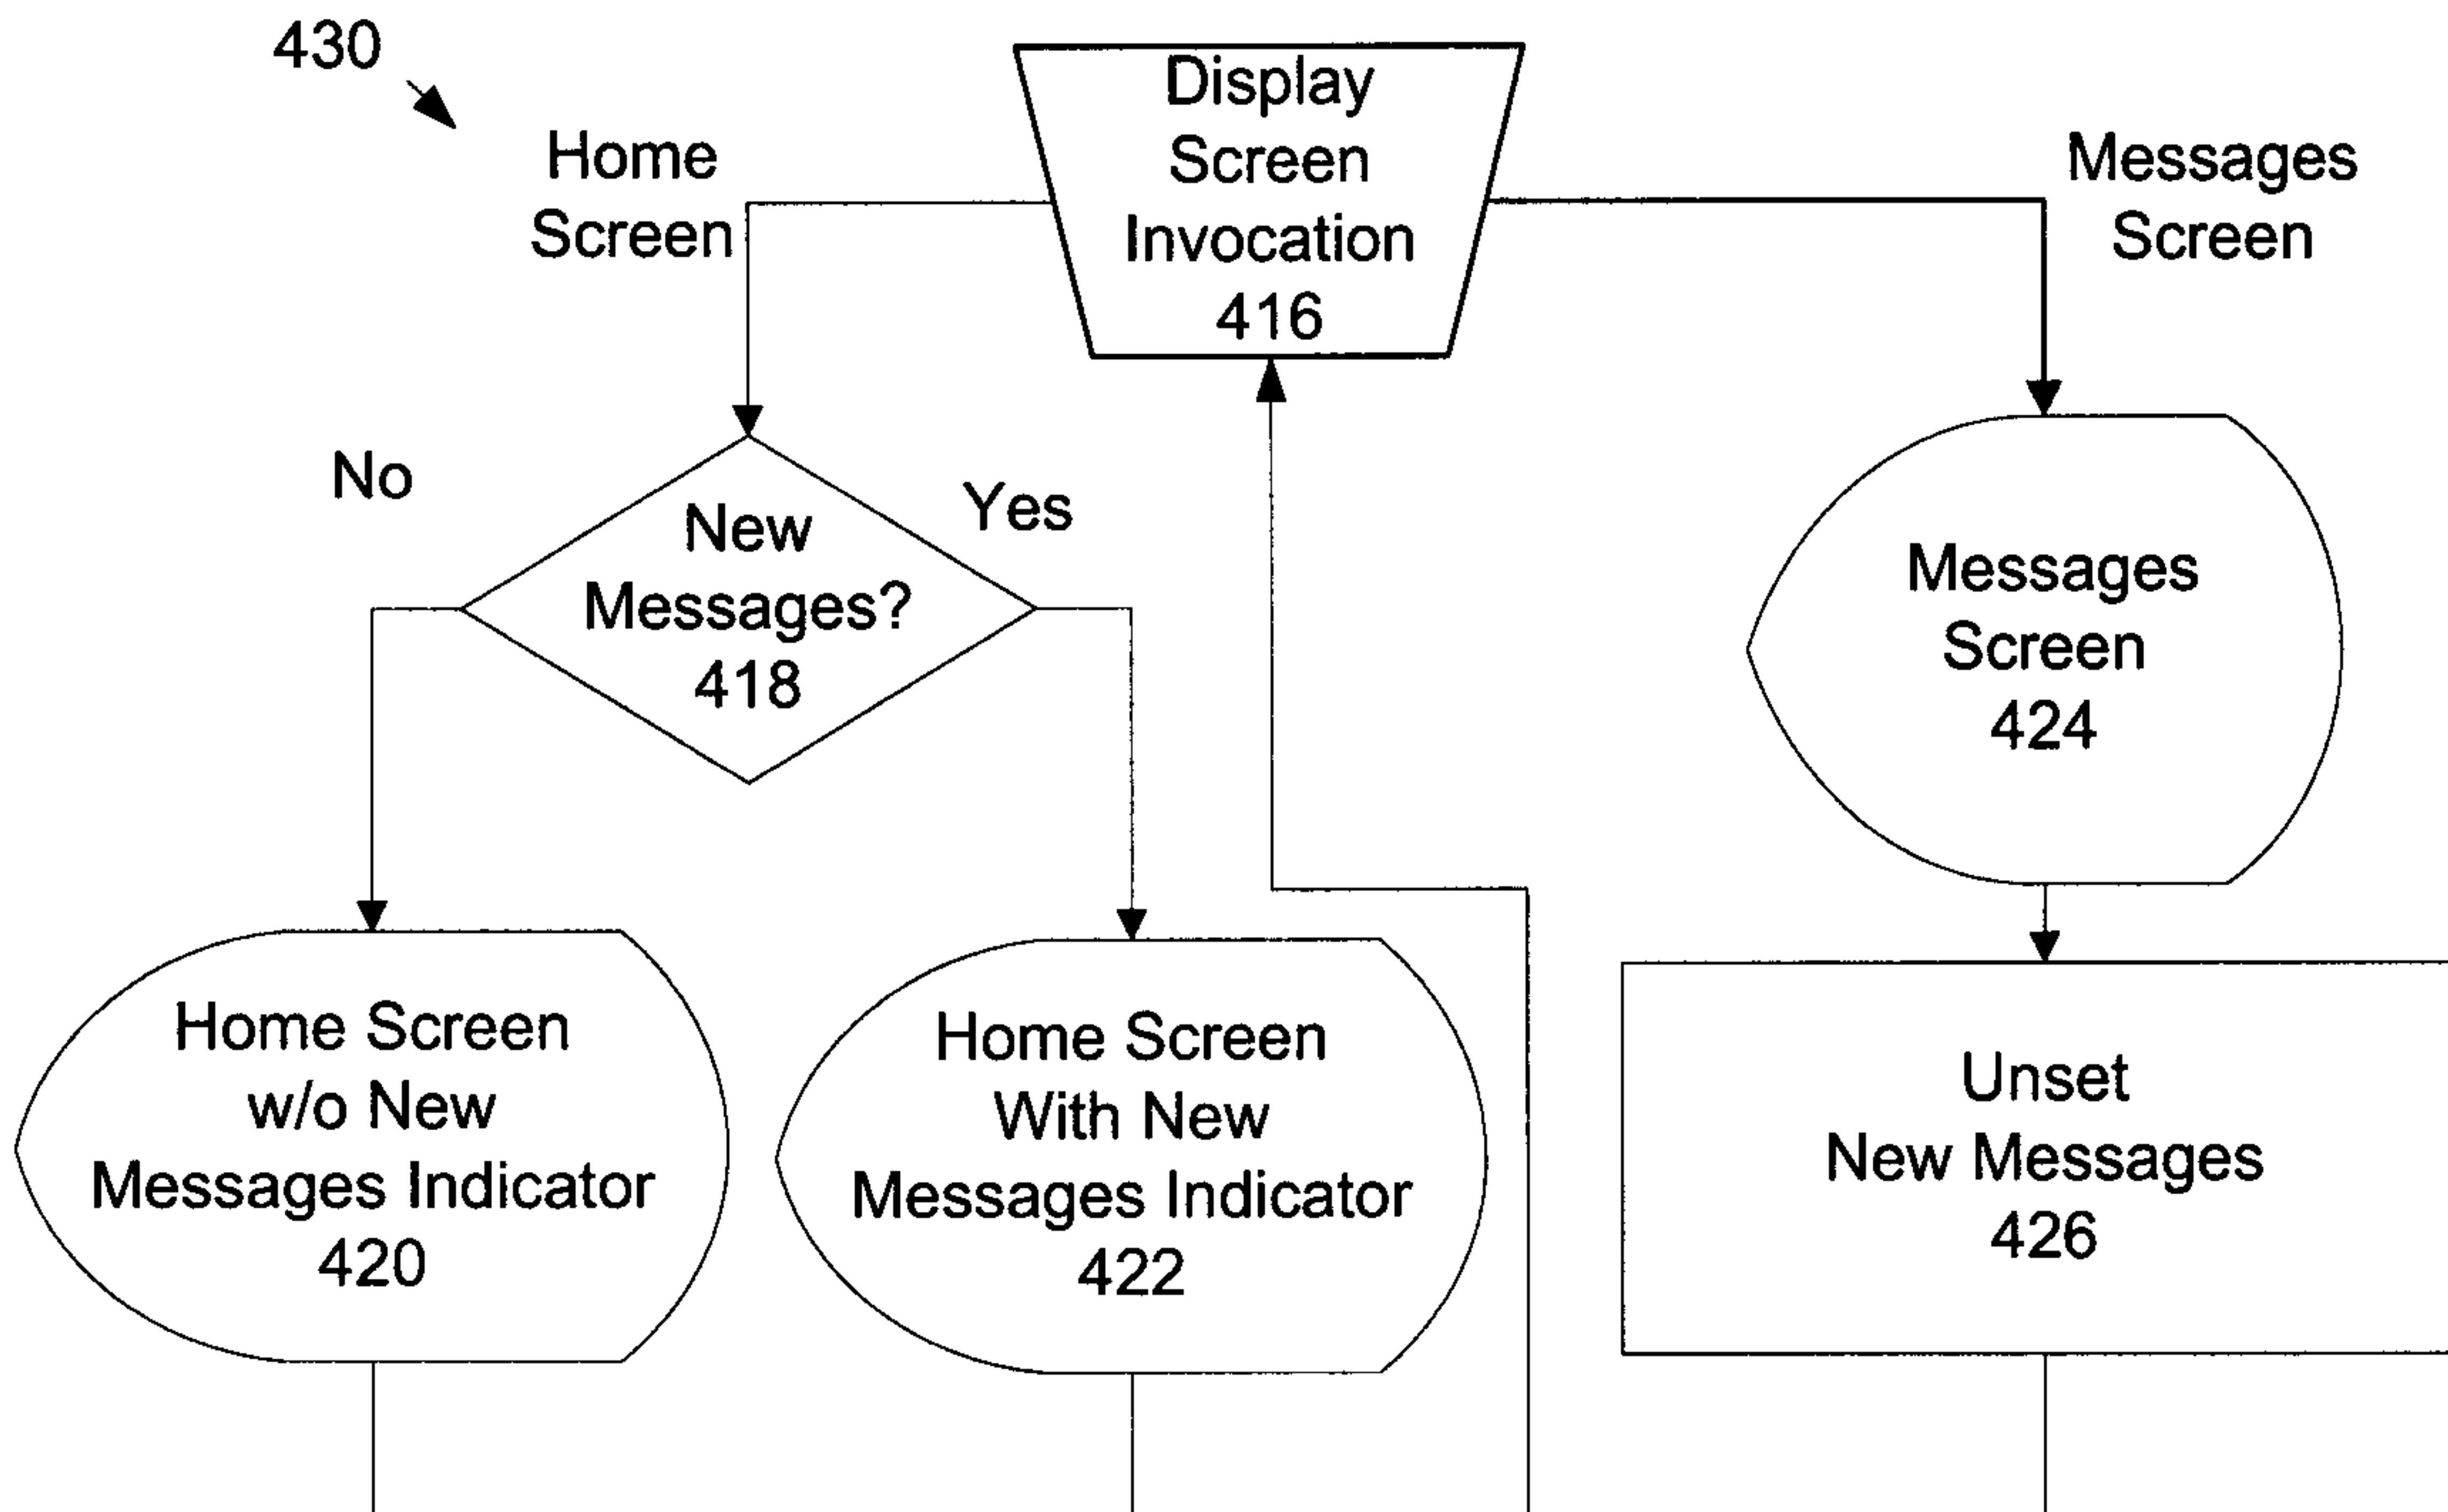 430
Display
Screen
Invocation
416
Home
Screen
Messages
Screen
No
Yes
New
Messages?
418
Messages
Screen
424
Home Screen
w/o New
Messages Indicator
420
Home Screen
With New
Messages Indicator
422
Unset
New Messages
426